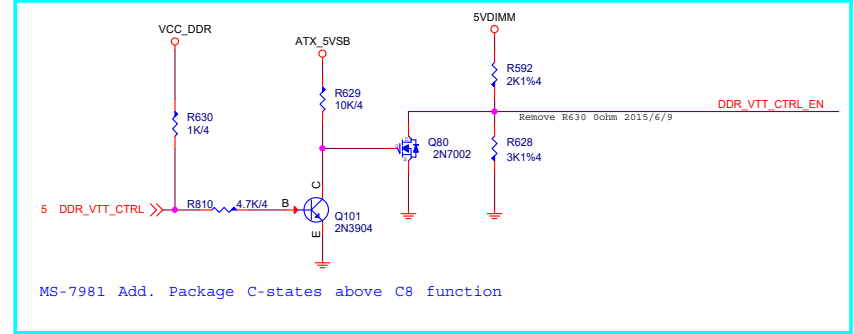 5VDIMM
VCC_DDR
ATX_5VSB
R592
2K1%4
R629
10K/4
DDR_VTT_CTRL_EN
R630
1K/4
Remove R630 0ohm 2015/6/9
Q80
2N7002
R628
3K1%4
C
5 DDR_VTT_CTRL
R810
4.7K/4
B
Q101
2N3904
E
MS-7981 Add. Package C-states above C8 function